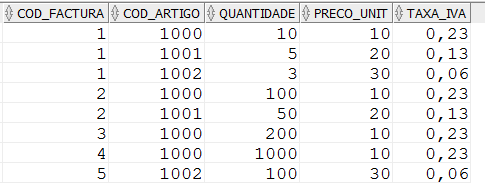 COD_FACTURA COD_ARTIGO QUANTIDADE PRECO_UNIT TAXA_IVA
1 1000 10 10 0,23
1 1001 5 20 0,13
1 1002 3 30 0,06
2 1000 100 10 0,23
2 1001 50 20 0,13
3 1000 200 10 0,23
4 1000 1000 10 0,23
5 1002 100 30 0,06